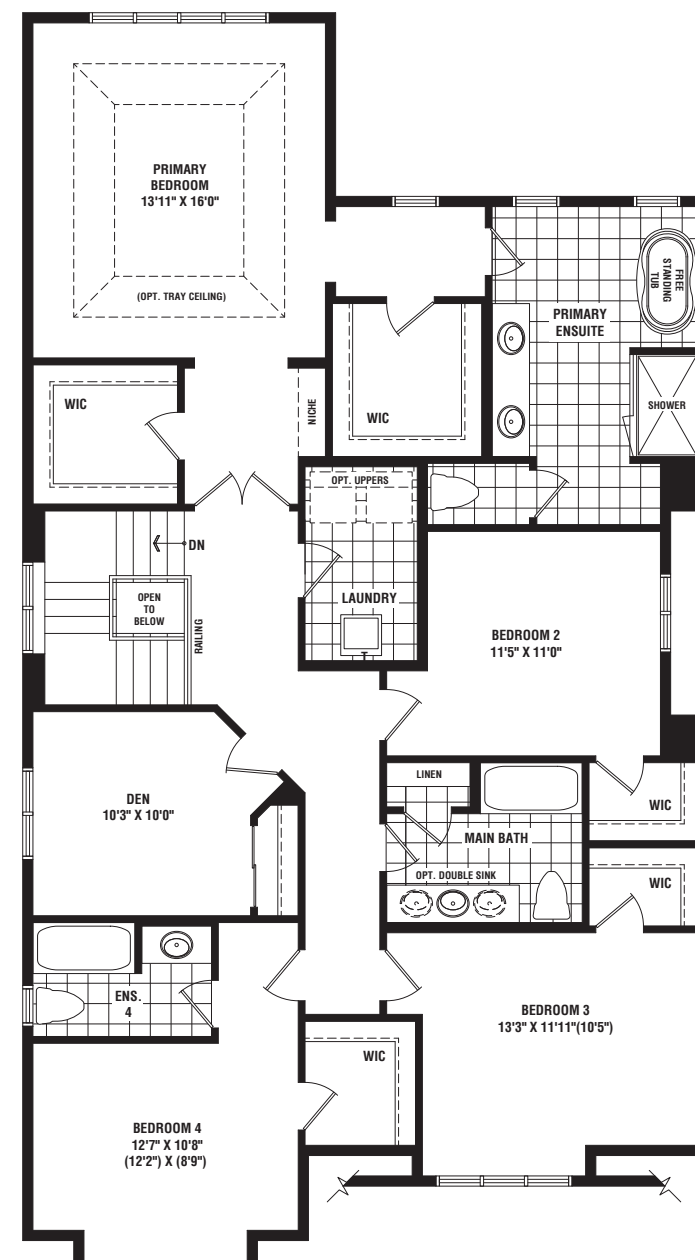 PRIMARY
BEDROOM
13'11" X 16'0"
(OPT. TRAY CEILING)
FREE
STANDING
TUB
PRIMARY
ENSUITE
SHOWER
WIC
NICHE
WIC
OPT. UPPERS
LAUNDRY
DN
OPEN
TO
BELOW
RAILING
BEDROOM 2
11'5" X 11'0"
WIC
LINEN
MAIN BATH
OPT. DOUBLE SINK
DEN
10'3" X 10'0"
WIC
ENS.
4
BEDROOM 3
13'3" X 11'11"(10'5")
WIC
BEDROOM 4
12'7" X 10'8"
(12'2") X (8'9")